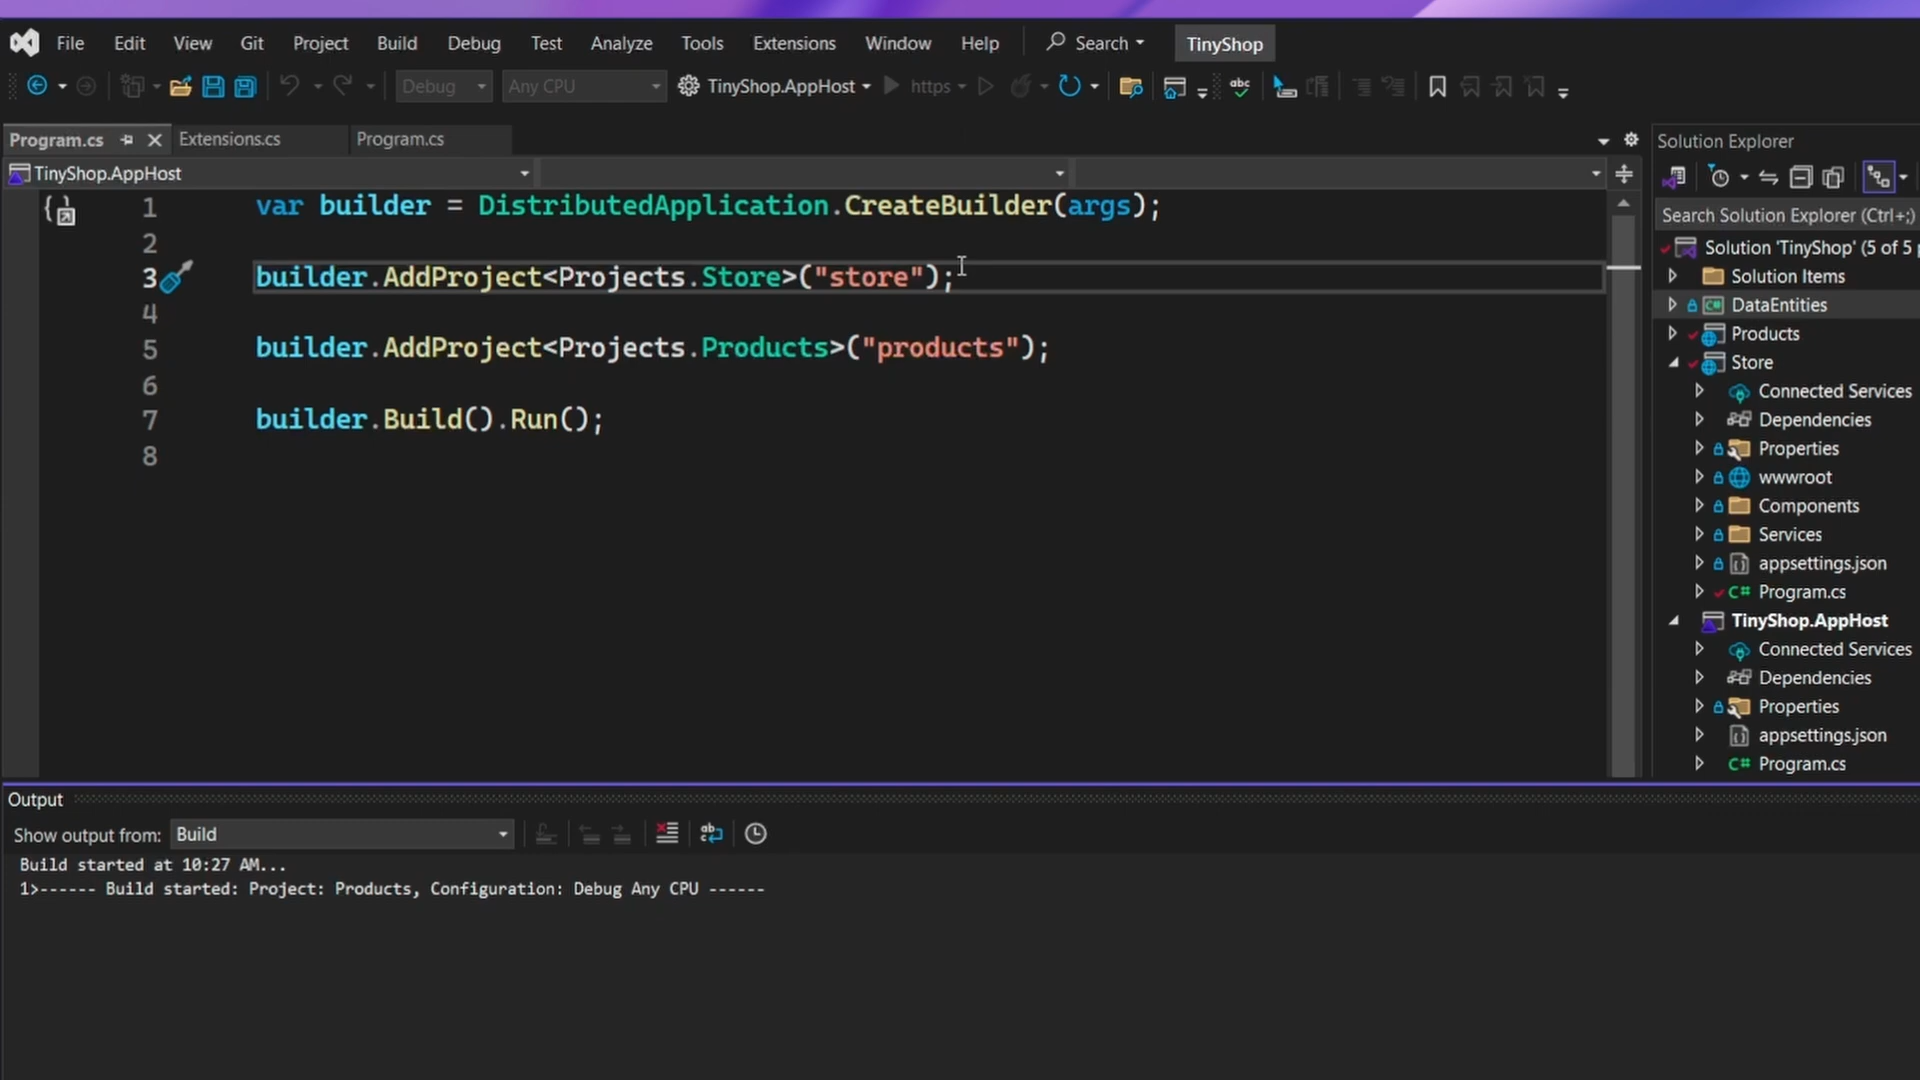 File Edit View Git Project Build Debug Test Analyze Tools Extensions Window Help Search TinyShop
Debug Any CPU TinyShop.AppHost https
Program.cs Extensions.cs Program.cs
TinyShop.AppHost
1 var builder = DistributedApplication.CreateBuilder(args);
2
3 builder.AddProject<Projects.Store>("store");
4
5 builder.AddProject<Projects.Products>("products");
6
7 builder.Build().Run();
8
Solution Explorer
Search Solution Explorer (Ctrl+;)
Solution 'TinyShop' (5 of 5 p
Solution Items
DataEntities
Products
Store
Connected Services
Dependencies
Properties
wwwroot
Components
Services
appsettings.json
C# Program.cs
TinyShop.AppHost
Connected Services
Dependencies
Properties
appsettings.json
C# Program.cs
Output
Show output from: Build
Build started at 10:27 AM...
1>------ Build started: Project: Products, Configuration: Debug Any CPU ------